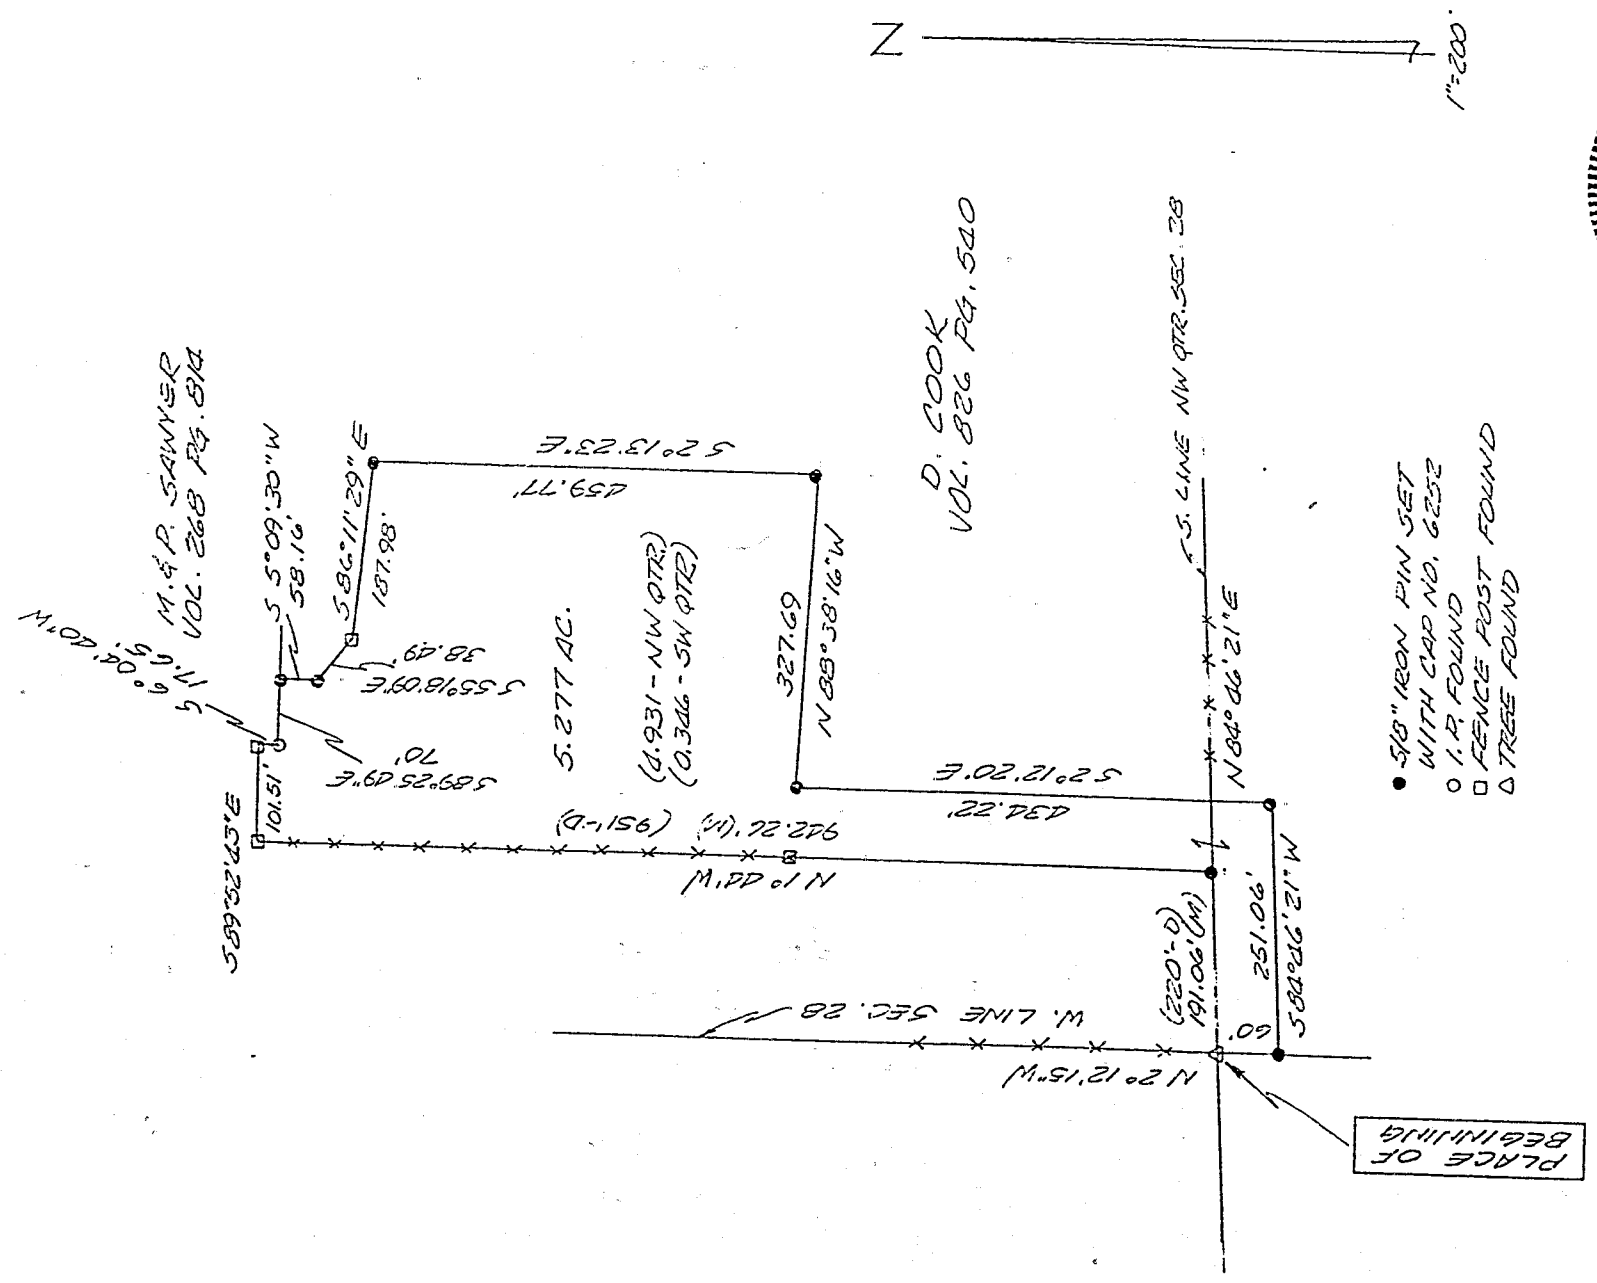 N
1"=200'
M. & P. SAWYER
VOL. 268 PG. 814
S 6° 04' 40" W
17.65'
S 5° 09' 30" W
58.16'
S 86° 11' 29" E
187.98'
S 55° 18' 09" E
38.49'
S 89° 25' 49" E
70'
S 89° 52' 43" E
101.51'
S 2° 13' 23" E
459.77'
5.277 AC.
(4.931 - NW QTR.)
(0.346 - SW QTR.)
327.69
N 88° 38' 16" W
D. COOK
VOL. 826 PG. 540
S. LINE NW QTR. SEC. 28
N 84° 46' 21" E
S 2° 12' 20" E
434.22'
942.26' (M) (951'-D)
N 1° 44' W
(220'-D)
191.06' (M)
251.06'
S 84° 46' 21" W
60'
W. LINE SEC. 28
N 2° 12' 15" W
PLACE OF
BEGINNING
5/8" IRON PIN SET
WITH CAP NO. 6252
I.P. FOUND
FENCE POST FOUND
TREE FOUND